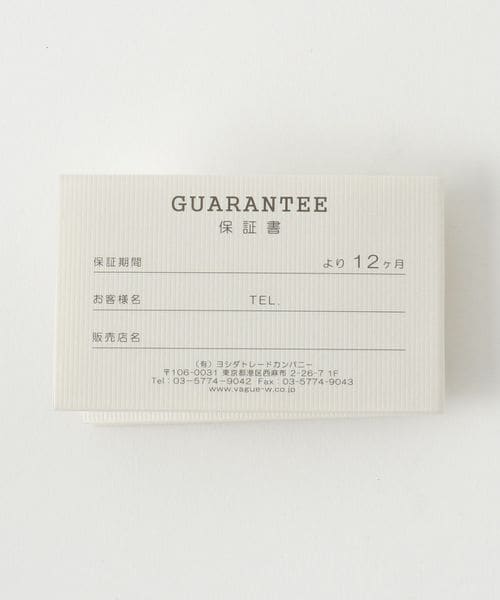 GUARANTEE
保証書
保証期間 より 12ヶ月
お客様名 TEL.
販売店名
（有）ヨシダトレードカンパニー
〒106-0031 東京都港区西麻布 2-26-7 1F
Tel：03-5774-9042 Fax：03-5774-9043
www.vague-w.co.jp